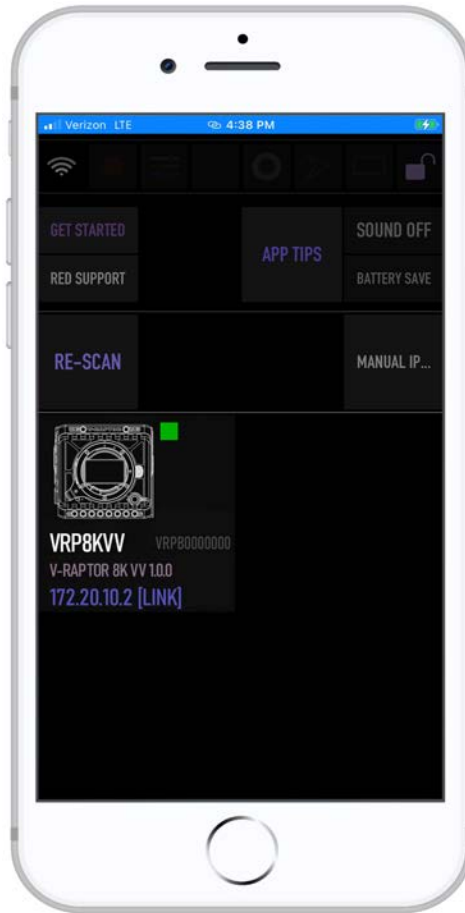 Verizon LTE 4:38 PM
GET STARTED
APP TIPS
SOUND OFF
RED SUPPORT
BATTERY SAVE
RE-SCAN
MANUAL IP...
V-RAPTOR
VRP8KVV VRP80000000
V-RAPTOR 8K VV 1.0.0
172.20.10.2 [LINK]